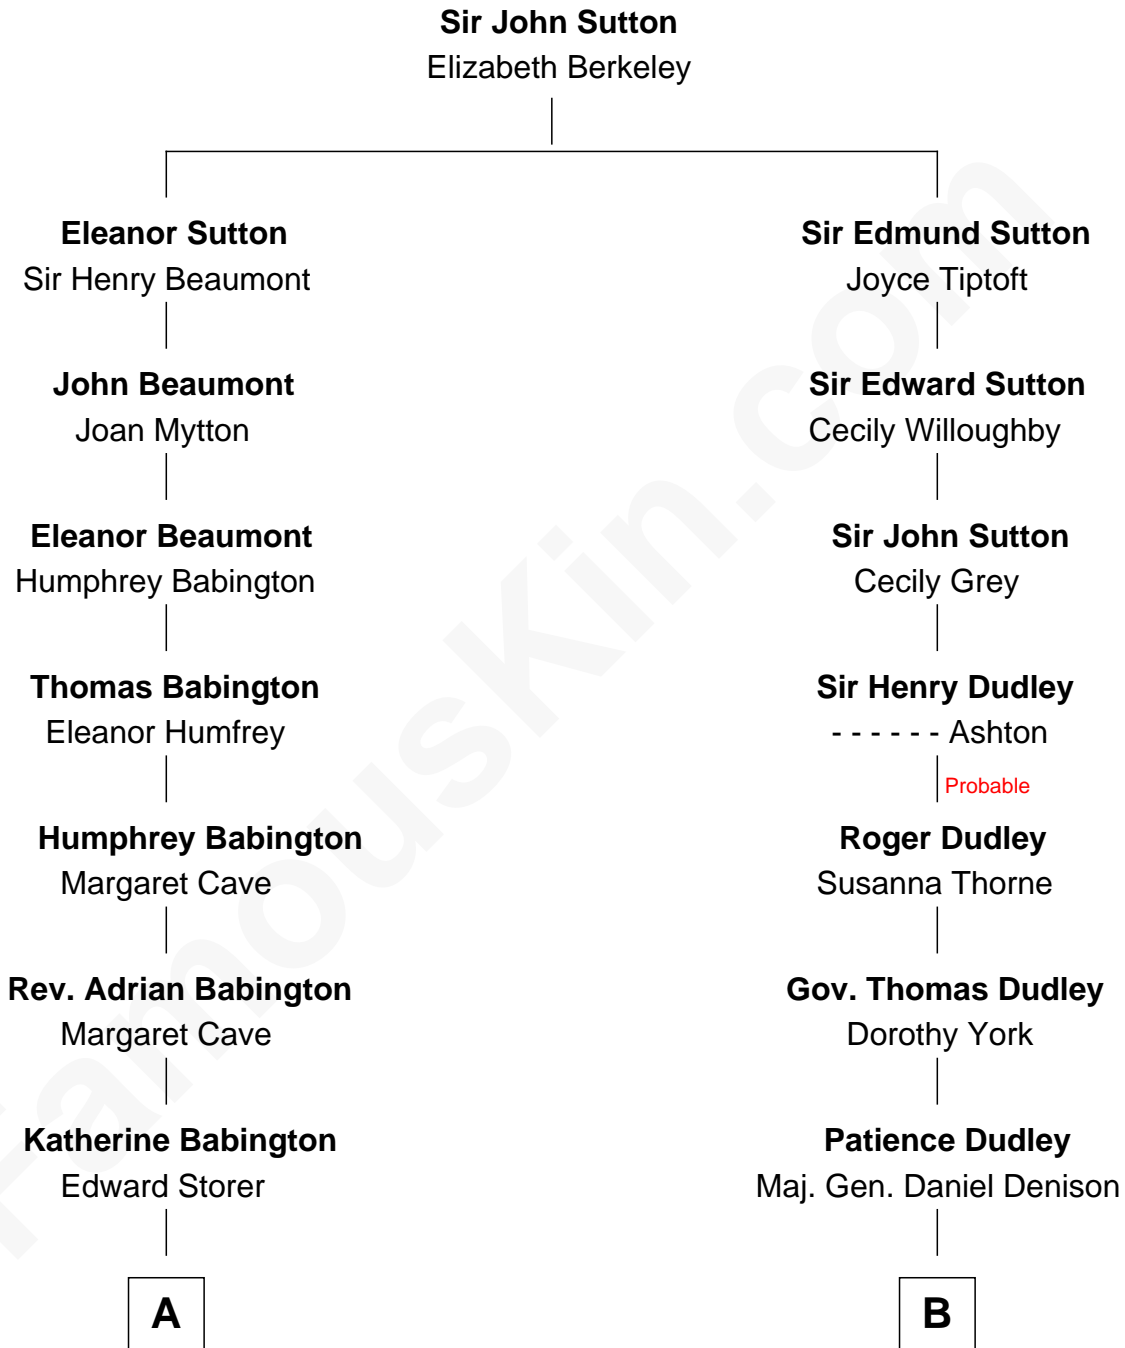 Sir John Sutton
Elizabeth Berkeley
Eleanor Sutton
Sir Henry Beaumont
Sir Edmund Sutton
Joyce Tiptoft
John Beaumont
Joan Mytton
Sir Edward Sutton
Cecily Willoughby
Eleanor Beaumont
Humphrey Babington
Sir John Sutton
Cecily Grey
Thomas Babington
Eleanor Humfrey
Sir Henry Dudley
- - - - - - Ashton
Probable
Humphrey Babington
Margaret Cave
Roger Dudley
Susanna Thorne
Rev. Adrian Babington
Margaret Cave
Gov. Thomas Dudley
Dorothy York
Katherine Babington
Edward Storer
Patience Dudley
Maj. Gen. Daniel Denison
A
B
FamousKin.com